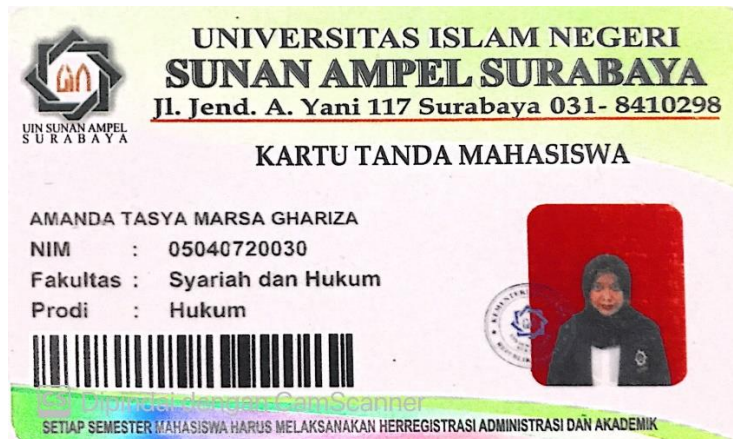 UNIVERSITAS ISLAM NEGERI
SUNAN AMPEL SURABAYA
Jl. Jend. A. Yani 117 Surabaya 031- 8410298
UIN SUNAN AMPEL
SURABAYA
KARTU TANDA MAHASISWA
AMANDA TASYA MARSA GHARIZA
NIM : 05040720030
Fakultas : Syariah dan Hukum
Prodi : Hukum
KEMENTERI
CS Dipindai dengan CamScanner
SETIAP SEMESTER MAHASISWA HARUS MELAKSANAKAN HERREGISTRASI ADMINISTRASI DAN AKADEMIK